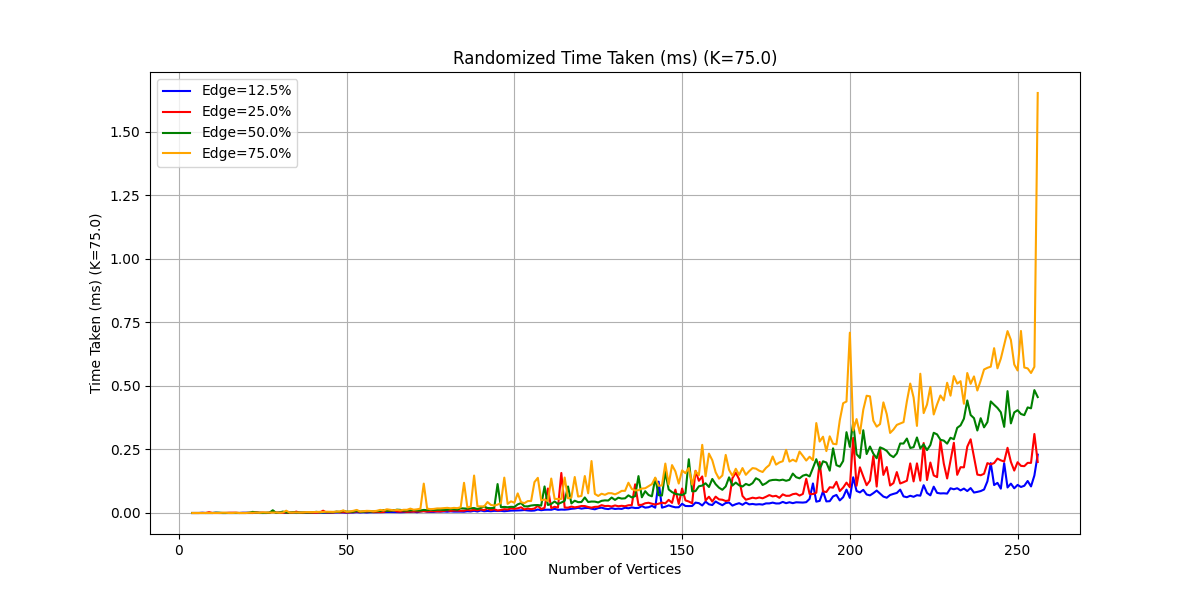 Randomized Time Taken (ms) (K=75.0)
Edge=12.5%
Edge=25.0%
Edge=50.0%
Edge=75.0%
Time Taken (ms) (K=75.0)
1.50
1.25
1.00
0.75
0.50
0.25
0.00
0 50 100 150 200 250
Number of Vertices